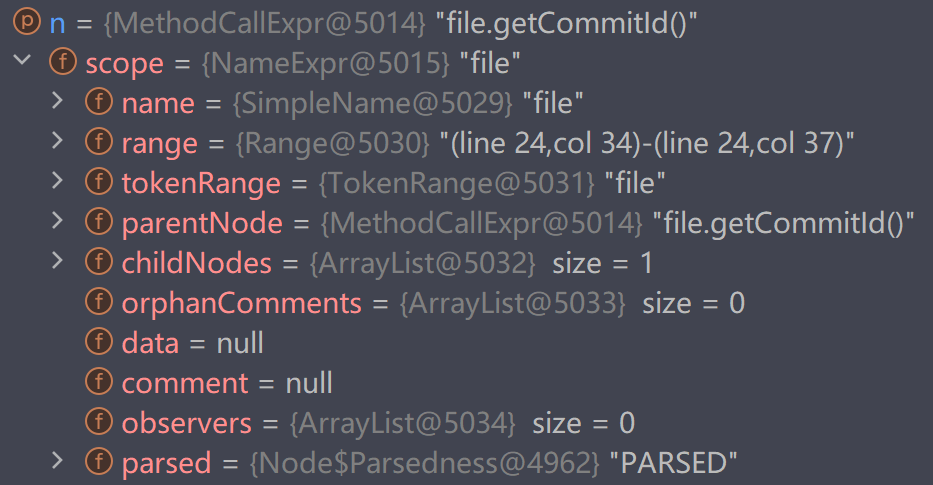 p n = {MethodCallExpr@5014} "file.getCommitId()"
f scope = {NameExpr@5015} "file"
f name = {SimpleName@5029} "file"
f range = {Range@5030} "(line 24,col 34)-(line 24,col 37)"
f tokenRange = {TokenRange@5031} "file"
f parentNode = {MethodCallExpr@5014} "file.getCommitId()"
f childNodes = {ArrayList@5032} size = 1
f orphanComments = {ArrayList@5033} size = 0
f data = null
f comment = null
f observers = {ArrayList@5034} size = 0
f parsed = {Node$Parsedness@4962} "PARSED"